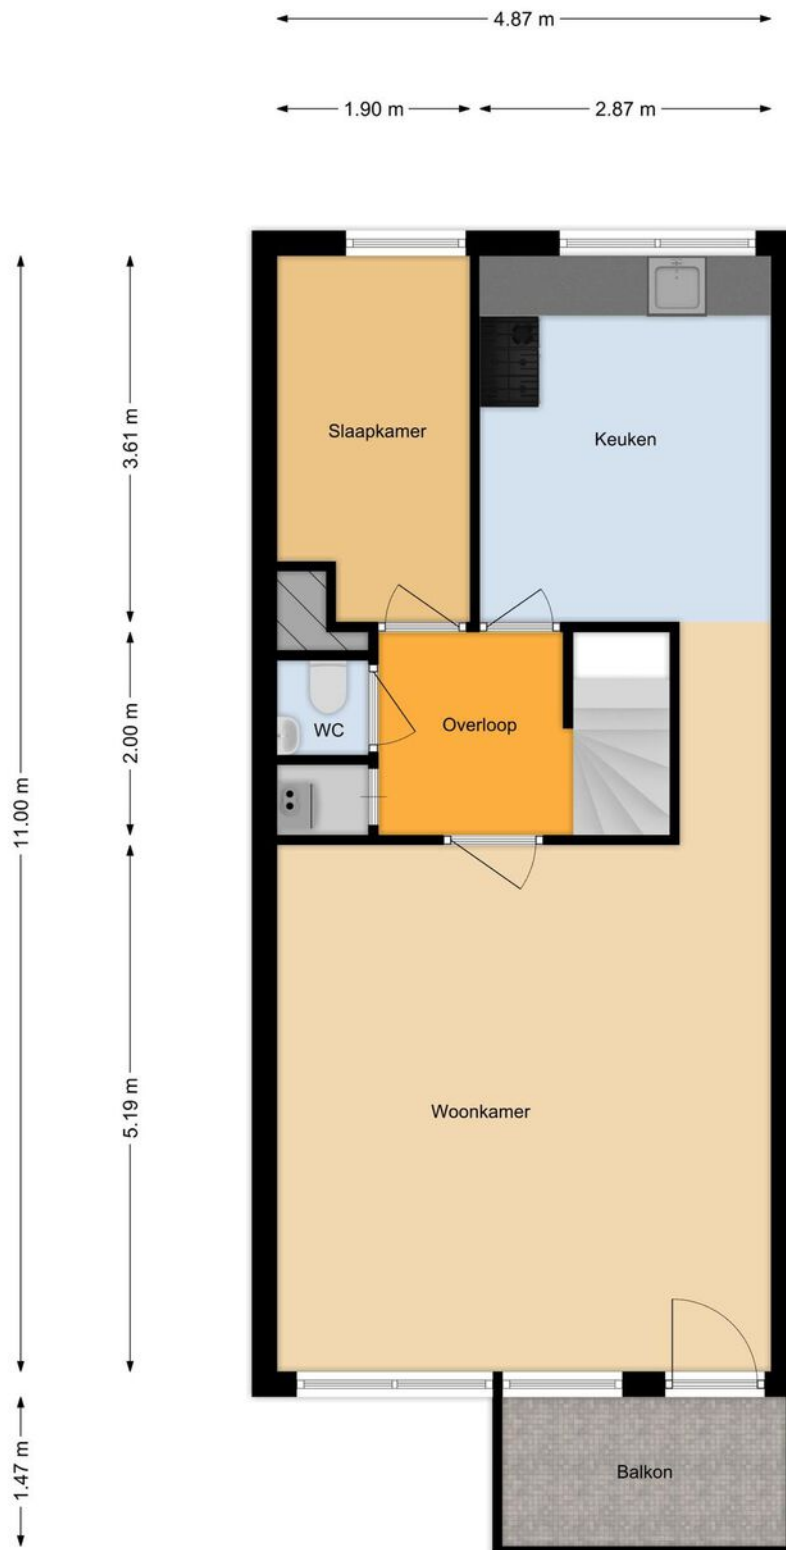 4.87 m
1.90 m
2.87 m
3.61 m
Slaapkamer
Keuken
2.00 m
WC
Overloop
11.00 m
5.19 m
Woonkamer
1.47 m
Balkon